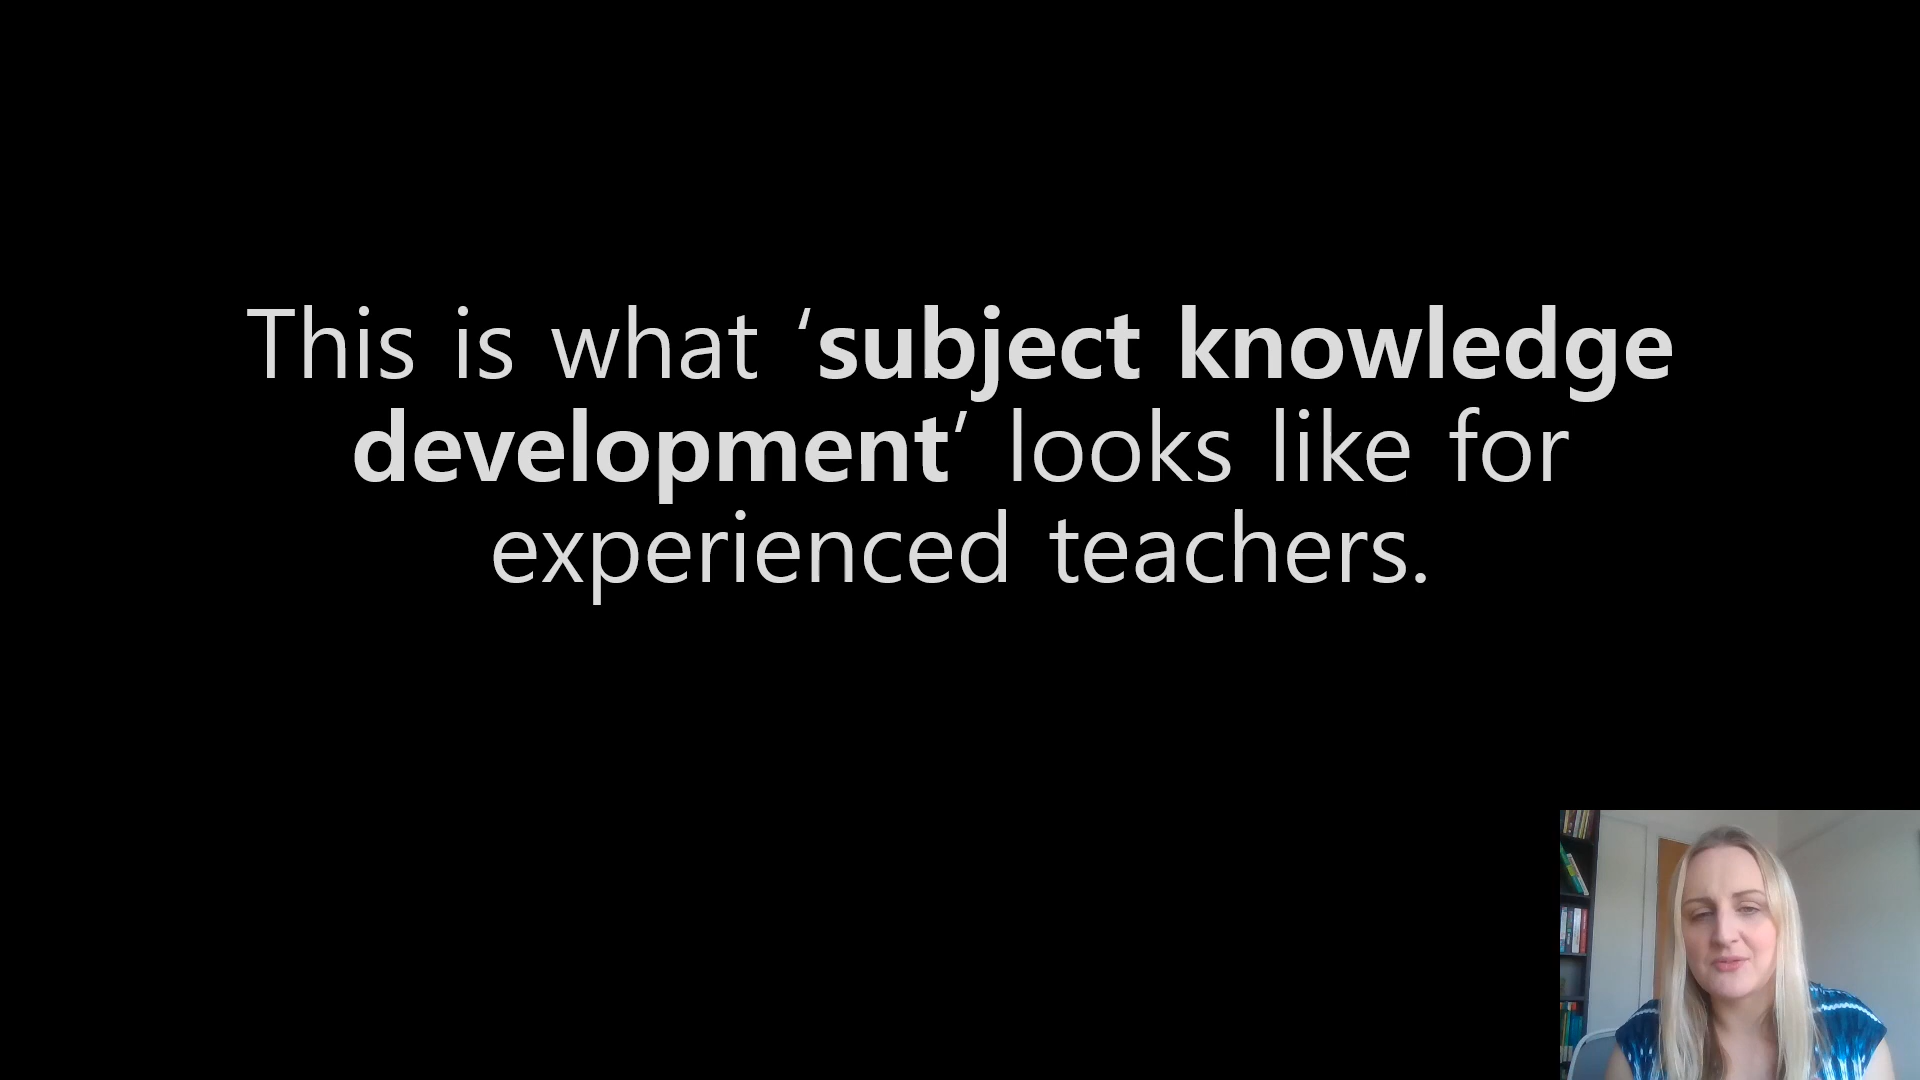 This is what ‘subject knowledge
development’ looks like for
experienced teachers.